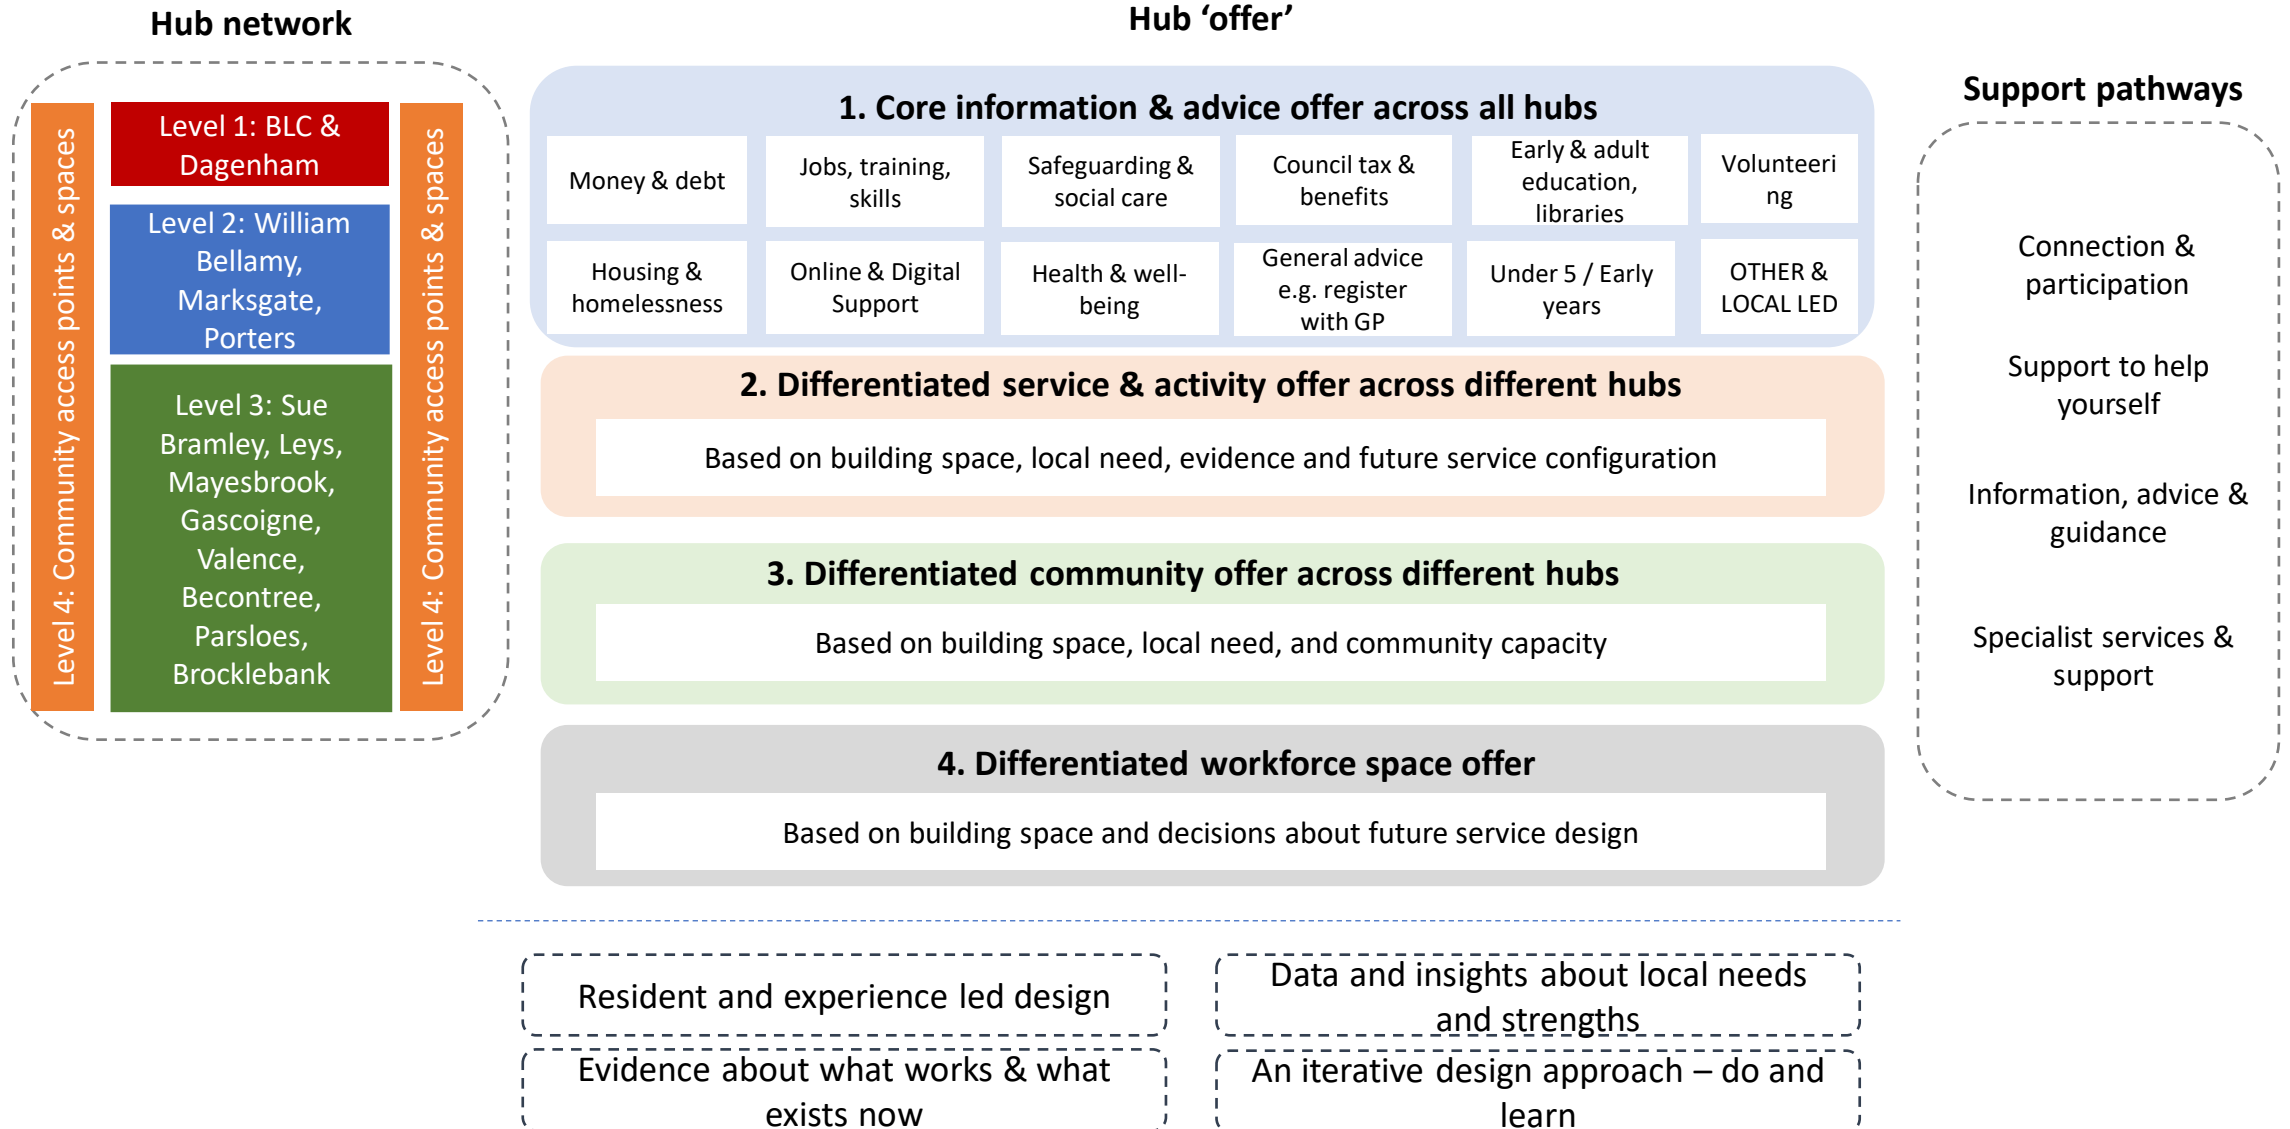 Hub network
Level 4: Community access points & spaces
Level 1: BLC &
Dagenham
Level 2: William
Bellamy,
Marksgate,
Porters
Level 3: Sue
Bramley, Leys,
Mayesbrook,
Gascoigne,
Valence,
Becontree,
Parsloes,
Brocklebank
Level 4: Community access points & spaces
Hub ‘offer’
1. Core information & advice offer across all hubs
Money & debt
Jobs, training,
skills
Safeguarding &
social care
Council tax &
benefits
Early & adult
education,
libraries
Volunteeri
ng
Housing &
homelessness
Online & Digital
Support
Health & well-
being
General advice
e.g. register
with GP
Under 5 / Early
years
OTHER &
LOCAL LED
2. Differentiated service & activity offer across different hubs
Based on building space, local need, evidence and future service configuration
3. Differentiated community offer across different hubs
Based on building space, local need, and community capacity
4. Differentiated workforce space offer
Based on building space and decisions about future service design
Support pathways
Connection &
participation
Support to help
yourself
Information, advice &
guidance
Specialist services &
support
Resident and experience led design
Data and insights about local needs
and strengths
Evidence about what works & what
exists now
An iterative design approach – do and
learn